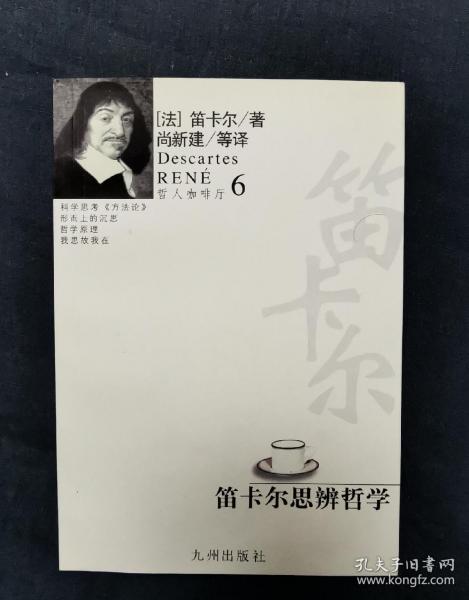 [法] 笛卡尔/著
尚新建/等译
Descartes
RENÉ
哲人咖啡厅 6
科学思考《方法论》
形而上的沉思
哲学原理
我思故我在
笛卡尔
笛卡尔思辨哲学
九州出版社
孔夫子旧书网
www.kongfz.com